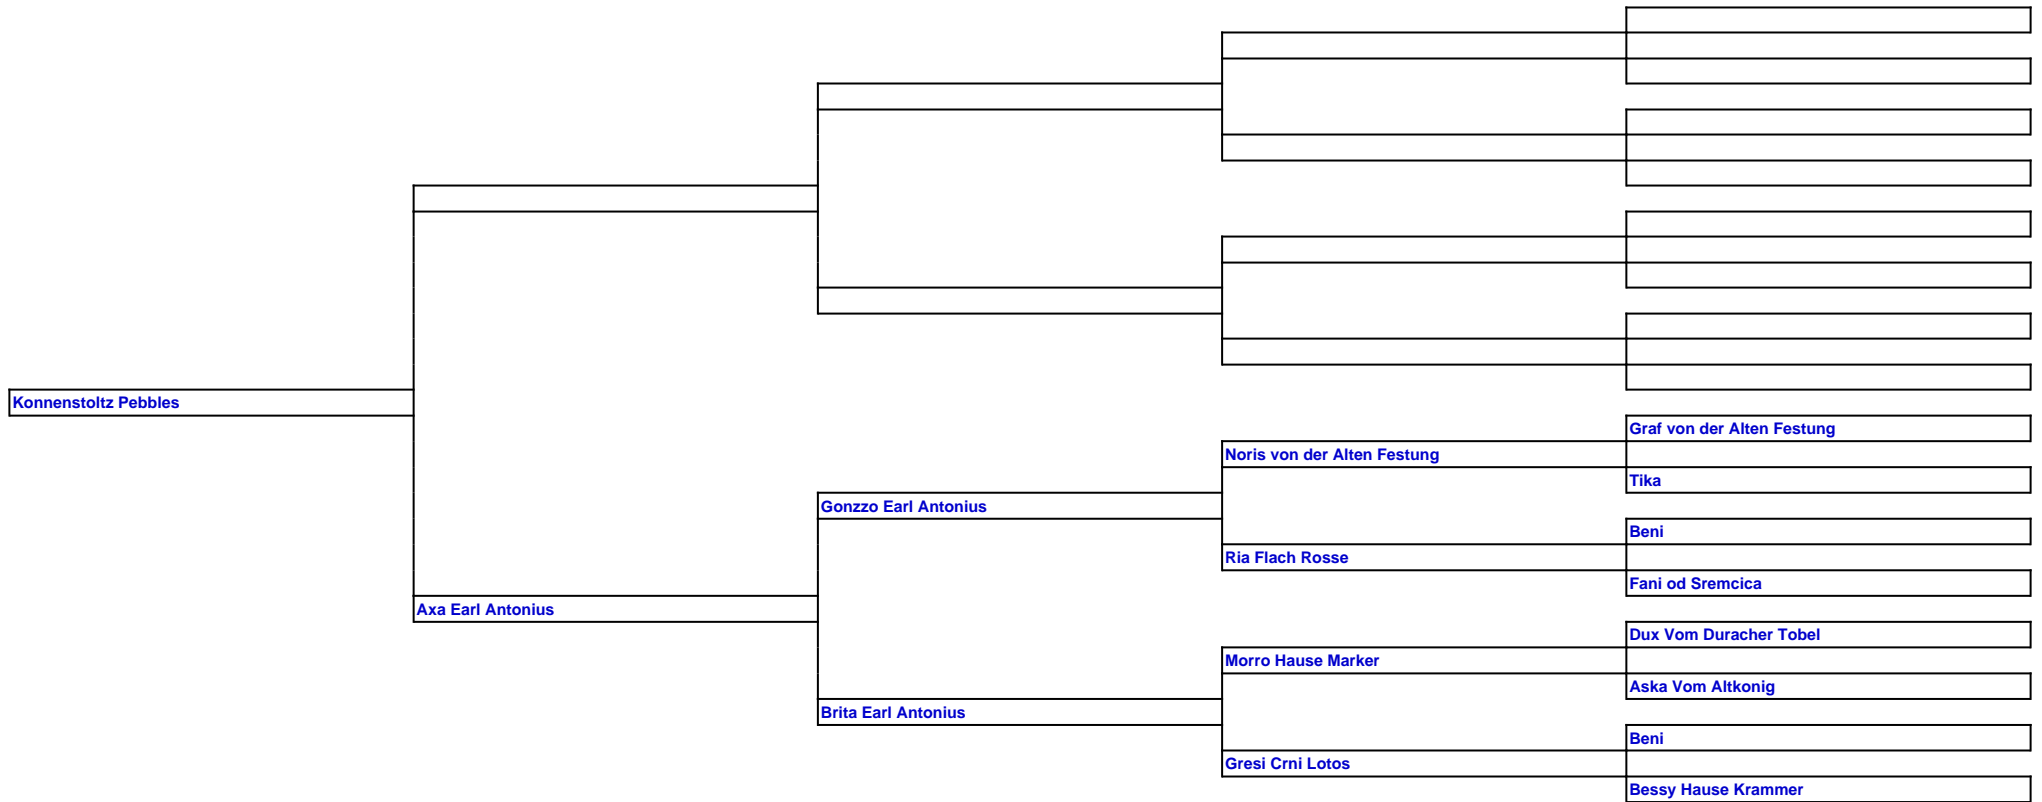 Konnenstoltz Pebbles
Graf von der Alten Festung
Noris von der Alten Festung
Tika
Gonzzo Earl Antonius
Beni
Ria Flach Rosse
Fani od Sremcica
Axa Earl Antonius
Dux Vom Duracher Tobel
Morro Hause Marker
Aska Vom Altkonig
Brita Earl Antonius
Beni
Gresi Crni Lotos
Bessy Hause Krammer